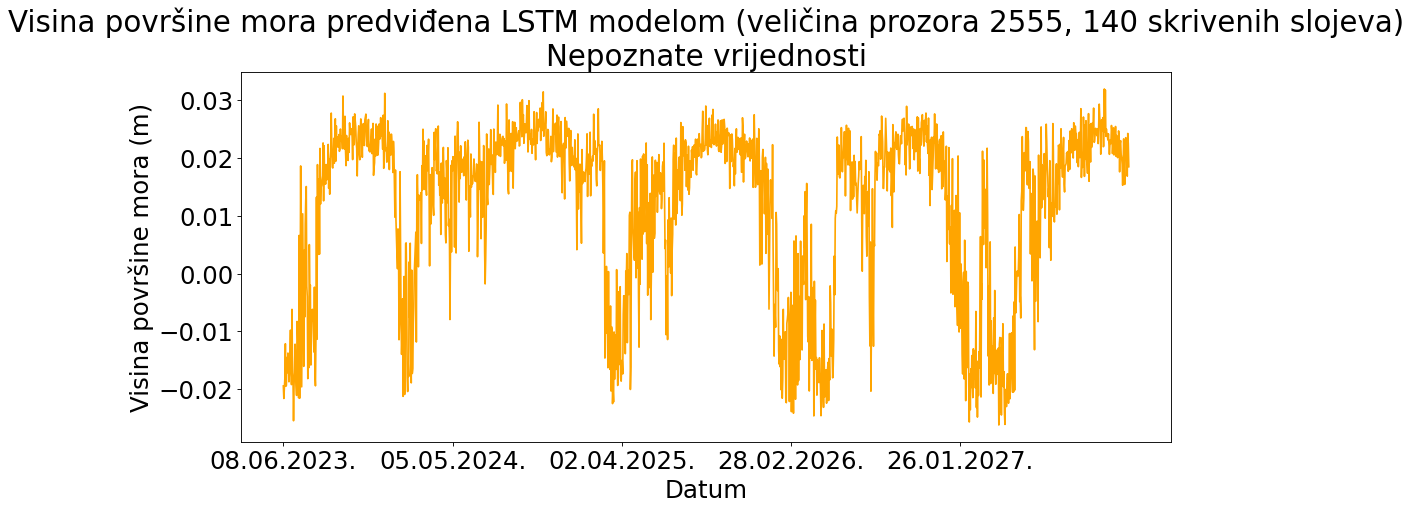 Visina površine mora predviđena LSTM modelom (veličina prozora 2555, 140 skrivenih slojeva)
Nepoznate vrijednosti
Visina površine mora (m)
0.03
0.02
0.01
0.00
−0.01
−0.02
08.06.2023. 05.05.2024. 02.04.2025. 28.02.2026. 26.01.2027.
Datum